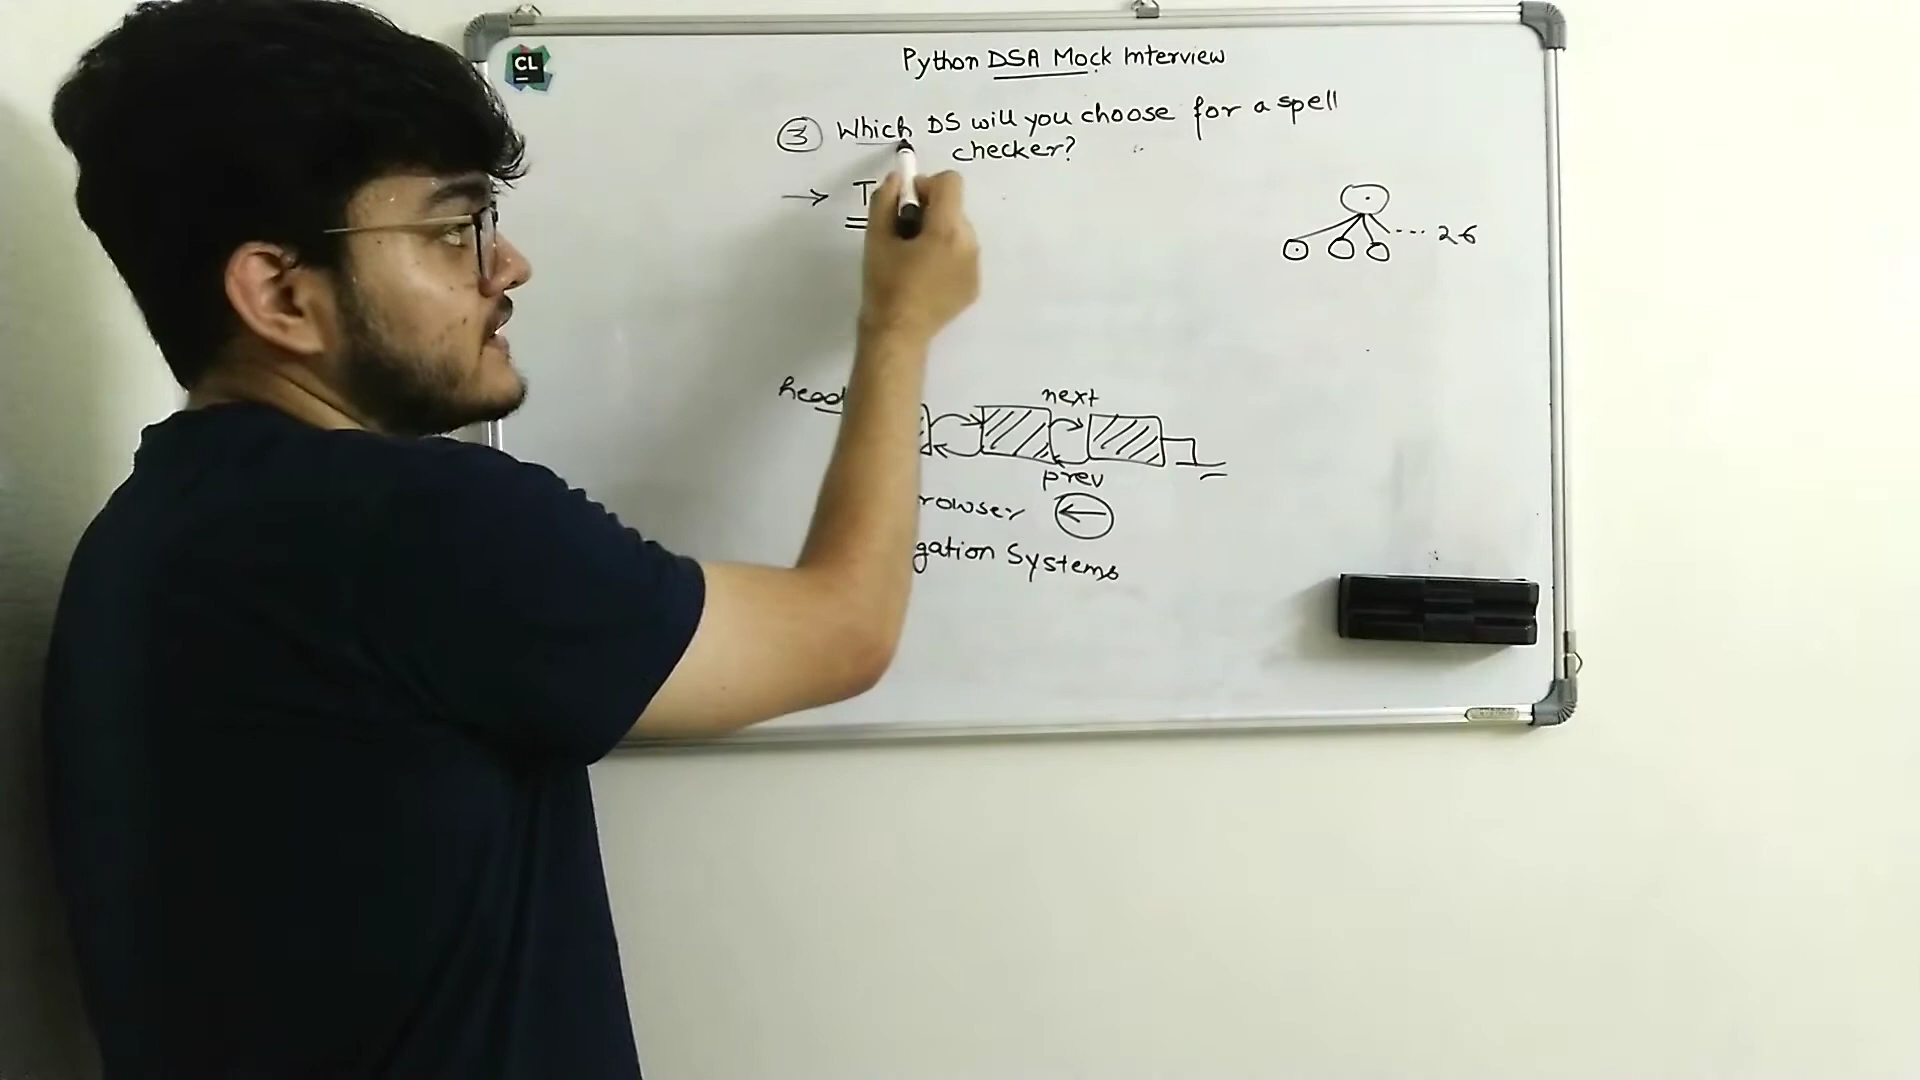 CL
Python DSA Mock Interview
③ Which DS will you choose for a spell
checker?
→ T
26
head
next
prev
rowser
gation Systems